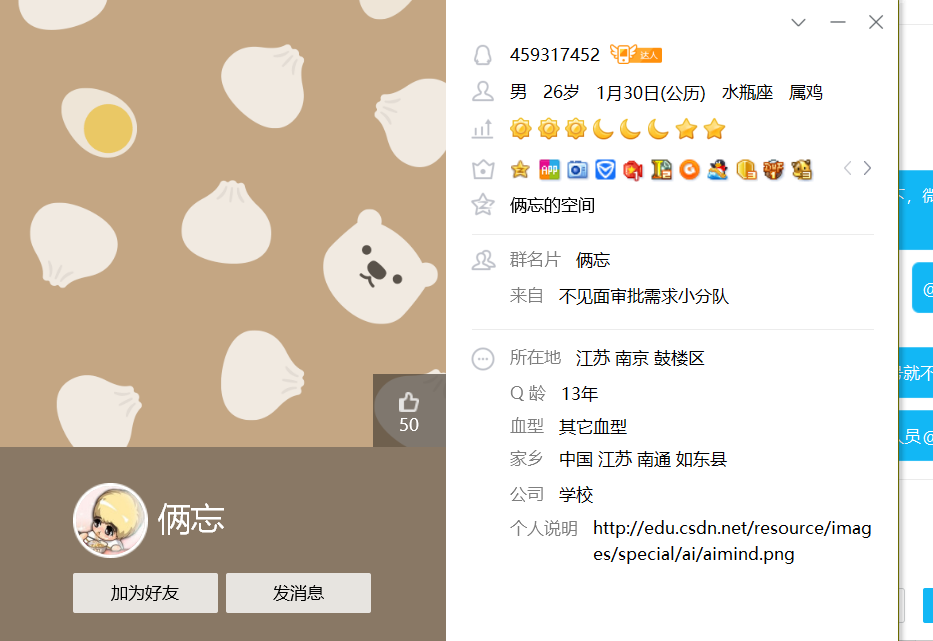 459317452 达人
男 26岁 1月30日(公历) 水瓶座 属鸡
APP
俩忘的空间
群名片 俩忘
来自 不见面审批需求小分队
所在地 江苏 南京 鼓楼区
Q 龄 13年
血型 其它血型
家乡 中国 江苏 南通 如东县
公司 学校
个人说明 http://edu.csdn.net/resource/imag
es/special/ai/aimind.png
50
俩忘
加为好友 发消息
不，微
@
号就不
人员@